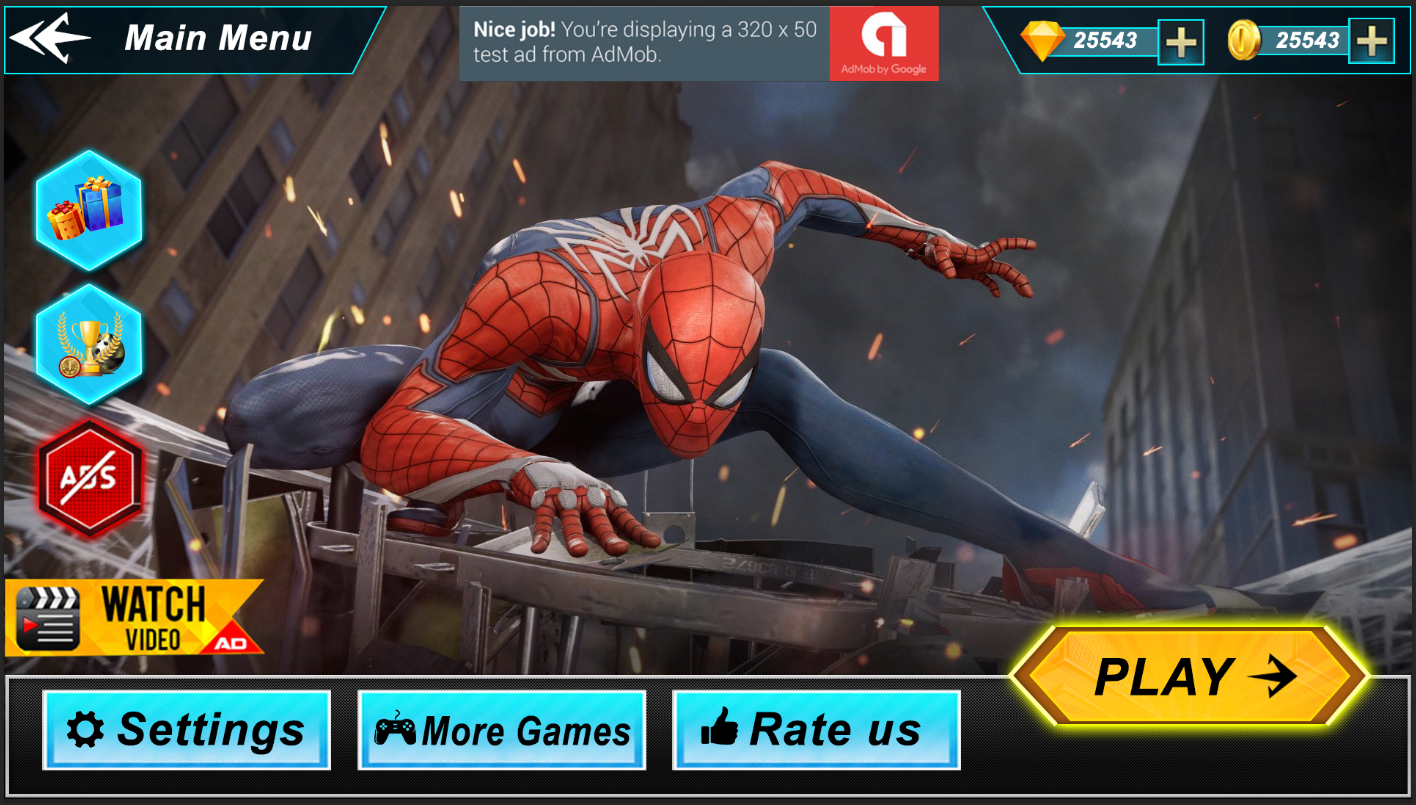 Main Menu
Nice job! You're displaying a 320 x 50
test ad from AdMob.
AdMob by Google
25543
25543
ADS
WATCH
VIDEO
AD
PLAY
Settings
More Games
Rate us